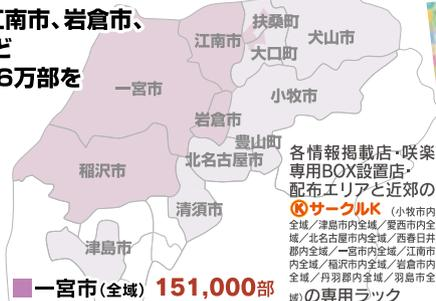 江南市、岩倉市、
ど
6万部を
扶桑町
江南市
犬山市
大口町
一宮市
小牧市
岩倉市
豊山町
北名古屋市
稲沢市
清須市
津島市
各情報掲載店・咲楽
専用BOX設置店・
配布エリアと近郊の
ⓀサークルK（小牧市内
全域／津島市内全域／愛西市内全
域／北名古屋市内全域／西春日井
郡内全域／一宮市内全域／江南市
内全域／稲沢市内全域／岩倉市内
全域／丹羽郡内全域／羽島市全
域）の専用ラック
一宮市（全域） 151,000部